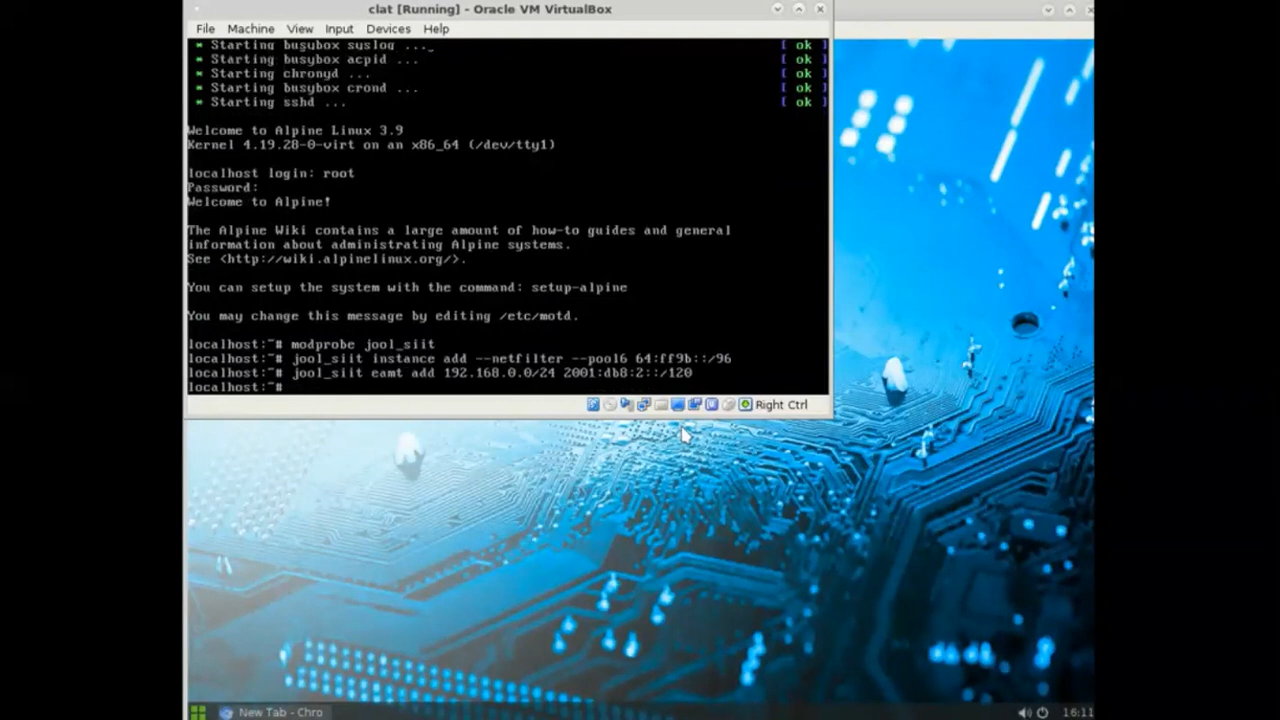 clat [Running] - Oracle VM VirtualBox
File Machine View Input Devices Help
* Starting busybox syslog ..._ [ ok ]
* Starting busybox acpid ... [ ok ]
* Starting chronyd ... [ ok ]
* Starting busybox crond ... [ ok ]
* Starting sshd ... [ ok ]
Welcome to Alpine Linux 3.9
Kernel 4.19.28-0-virt on an x86_64 (/dev/tty1)
localhost login: root
Password:
Welcome to Alpine!
The Alpine Wiki contains a large amount of how-to guides and general
information about administrating Alpine systems.
See <http://wiki.alpinelinux.org/>.
You can setup the system with the command: setup-alpine
You may change this message by editing /etc/motd.
localhost:~# modprobe jool_siit
localhost:~# jool_siit instance add --netfilter --pool6 64:ff9b::/96
localhost:~# jool_siit eamt add 192.168.0.0/24 2001:db8:2::/120
localhost:~#
Right Ctrl
New Tab - Chro
16:11